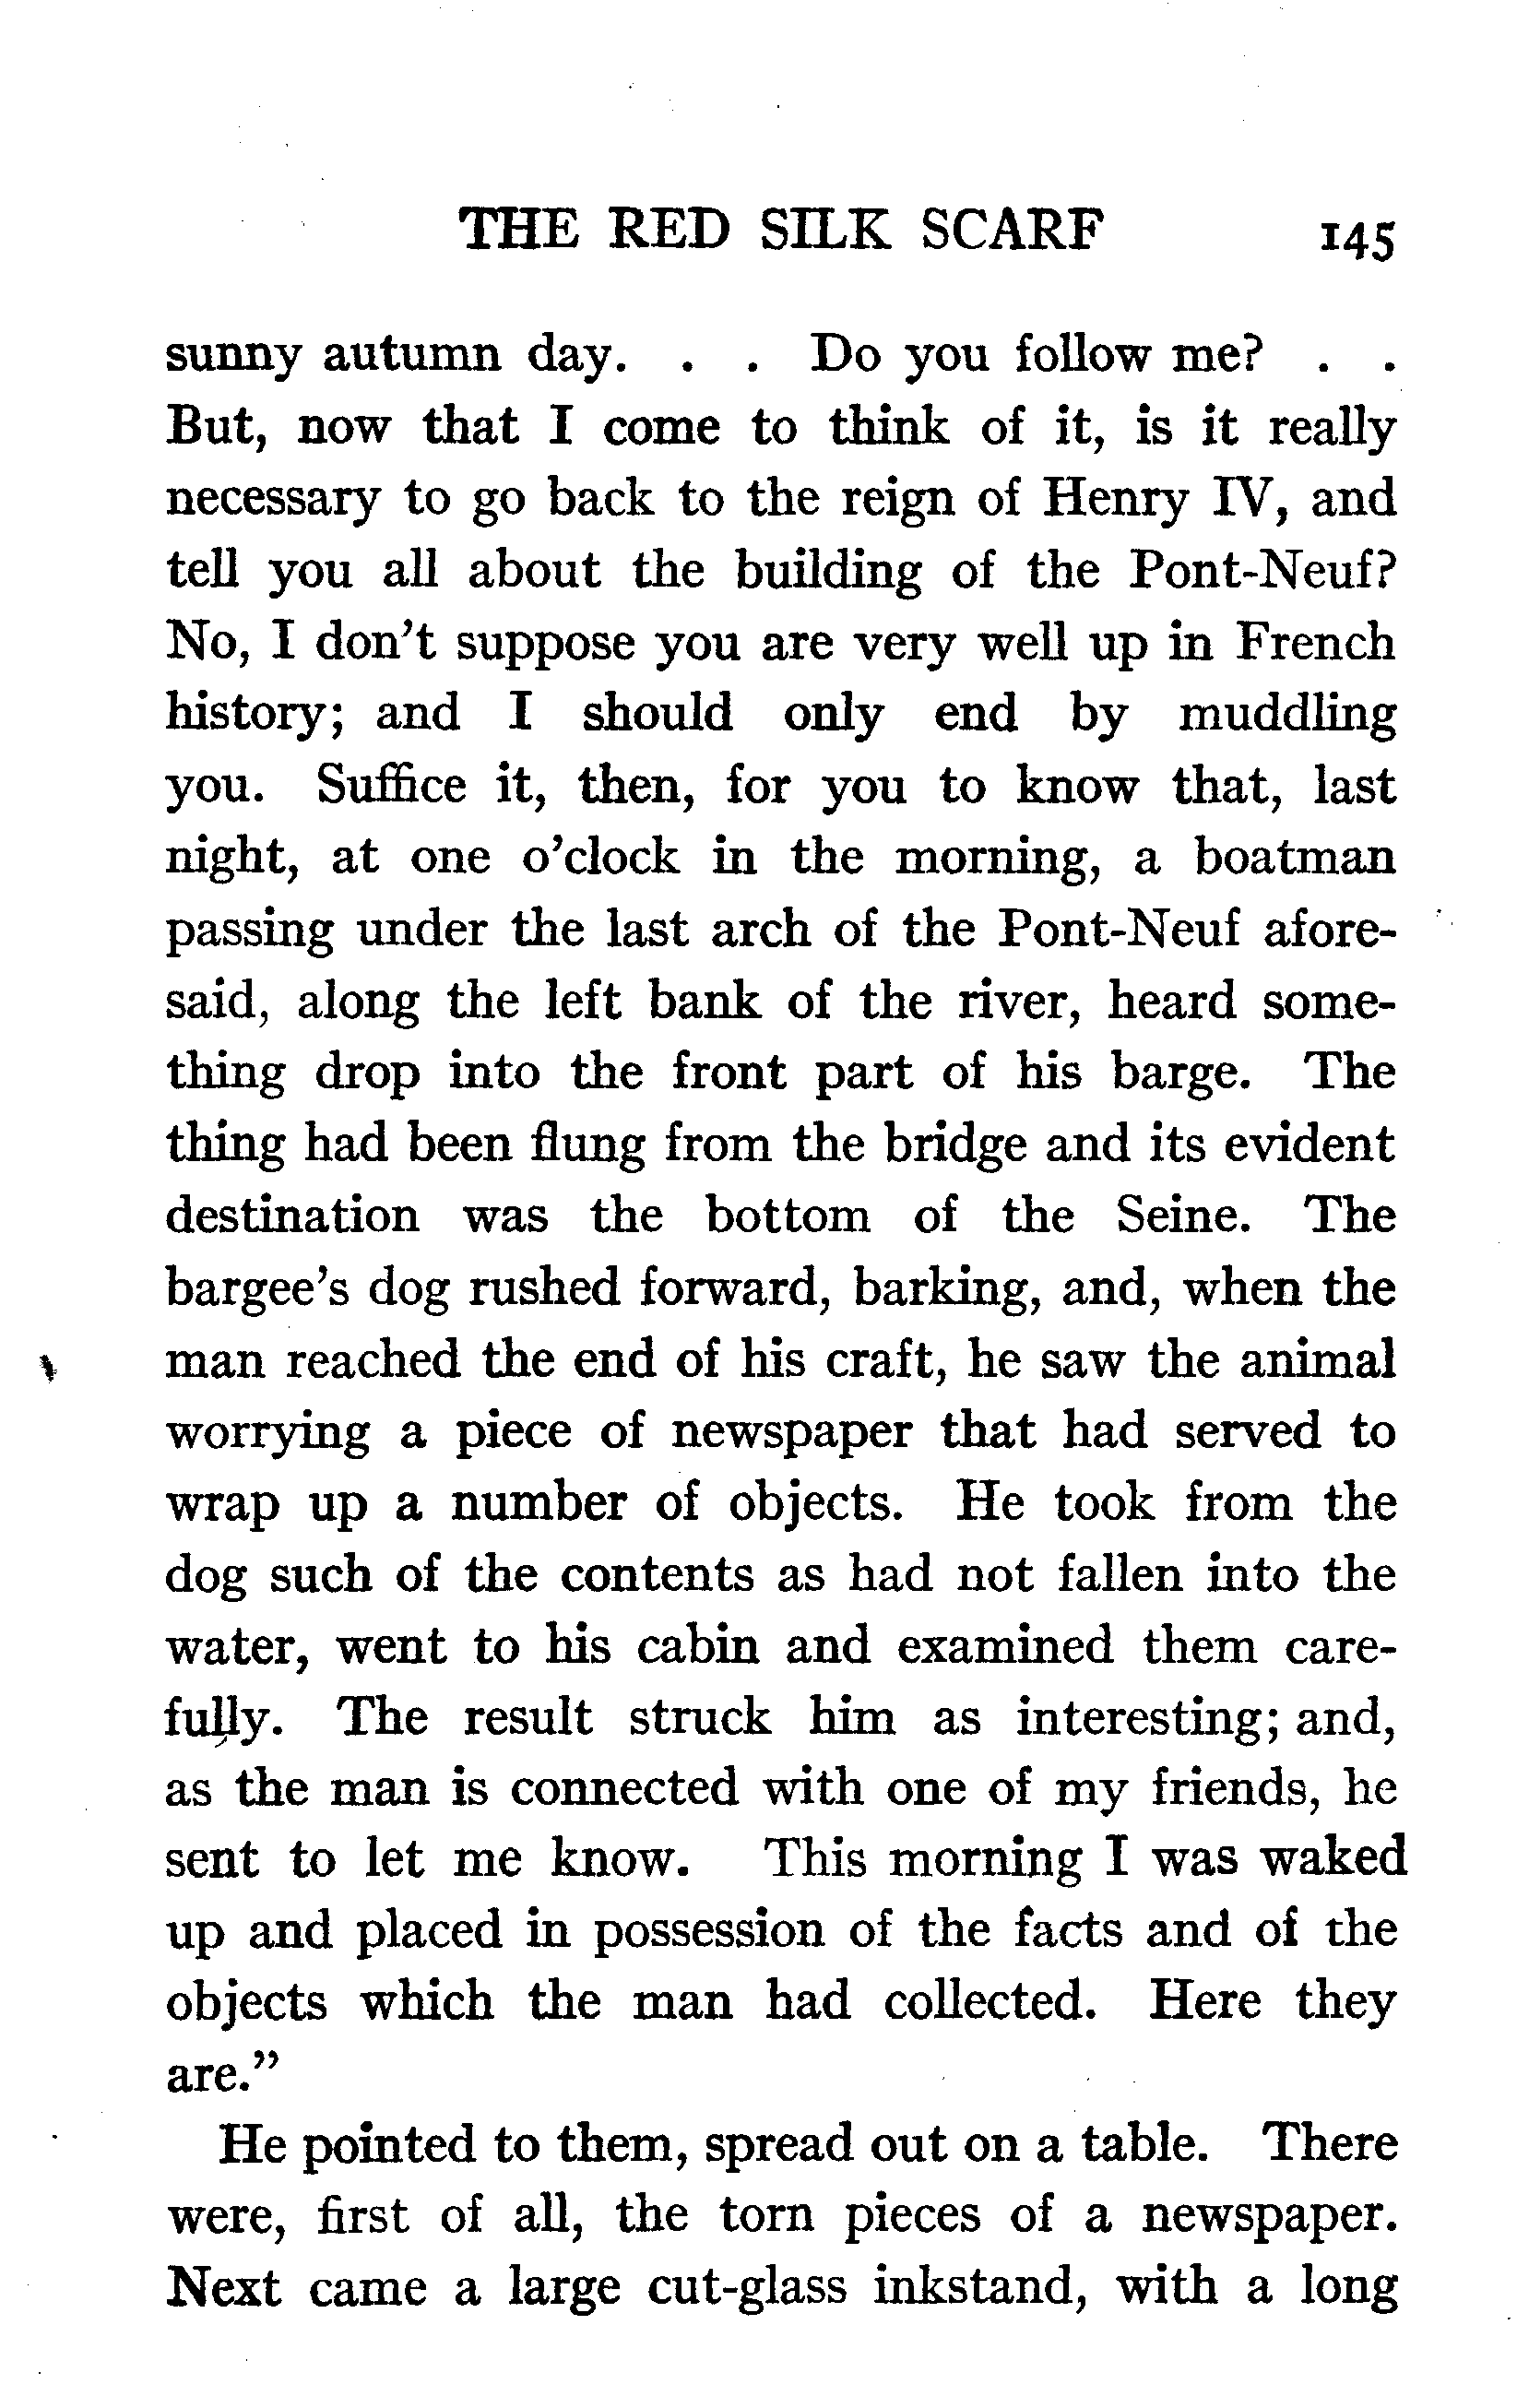 THE RED SILK SCARF 145
sunny autumn day. . . Do you follow me? . .
But, now that I come to think of it, is it really
necessary to go back to the reign of Henry IV, and
tell you all about the building of the Pont-Neuf?
No, I don't suppose you are very well up in French
history; and I should only end by muddling
you. Suffice it, then, for you to know that, last
night, at one o'clock in the morning, a boatman
passing under the last arch of the Pont-Neuf afore-
said, along the left bank of the river, heard some-
thing drop into the front part of his barge. The
thing had been flung from the bridge and its evident
destination was the bottom of the Seine. The
bargee's dog rushed forward, barking, and, when the
man reached the end of his craft, he saw the animal
worrying a piece of newspaper that had served to
wrap up a number of objects. He took from the
dog such of the contents as had not fallen into the
water, went to his cabin and examined them care-
fully. The result struck him as interesting; and,
as the man is connected with one of my friends, he
sent to let me know. This morning I was waked
up and placed in possession of the facts and of the
objects which the man had collected. Here they
are."
He pointed to them, spread out on a table. There
were, first of all, the torn pieces of a newspaper.
Next came a large cut-glass inkstand, with a long